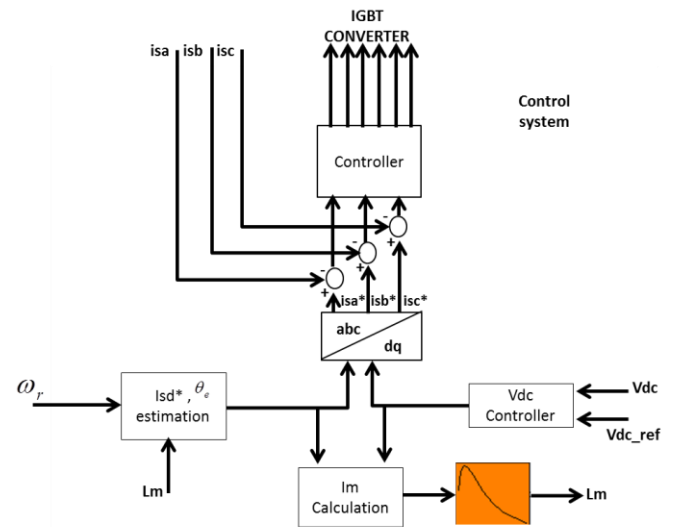 IGBT
CONVERTER
isa isb isc
Control
system
Controller
-
-
-
+
+
+
isa* isb* isc*
abc
dq
ωr
Isd* , θe
estimation
Vdc
Controller
Vdc
Vdc_ref
Lm
Im
Calculation
Lm